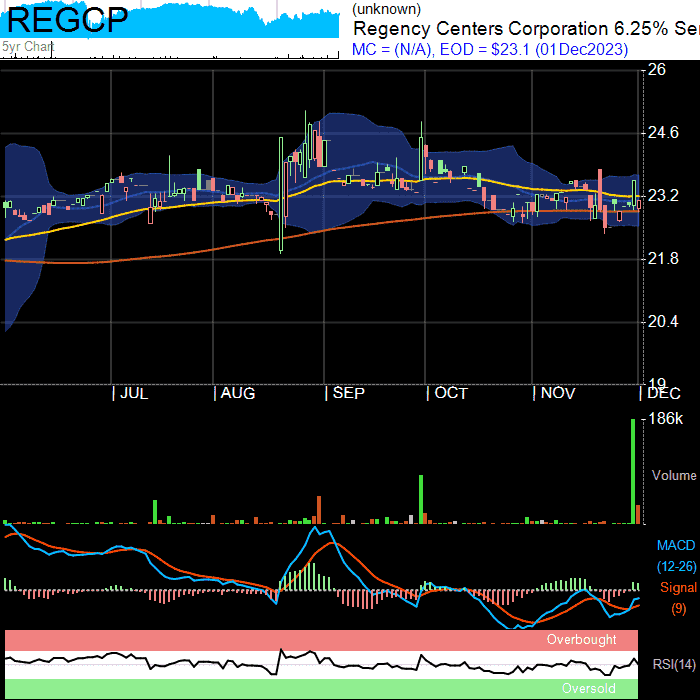 REGCP
5yr Chart
(unknown)
Regency Centers Corporation 6.25% Ser
MC = (N/A), EOD = $23.1 (01Dec2023)
26
24.6
23.2
21.8
20.4
19
JUL AUG SEP OCT NOV DEC
186k
Volume
MACD
(12-26)
Signal
(9)
Overbought
RSI(14)
Oversold